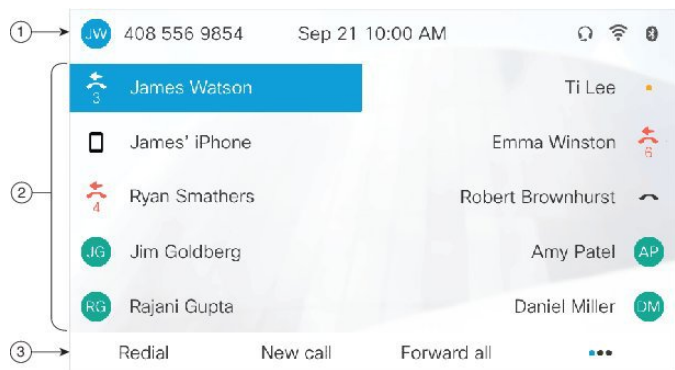 1 JW 408 556 9854 Sep 21 10:00 AM
3 James Watson Ti Lee
James' iPhone Emma Winston 6
2
4 Ryan Smathers Robert Brownhurst
JG Jim Goldberg Amy Patel AP
RG Rajani Gupta Daniel Miller DM
3 Redial New call Forward all